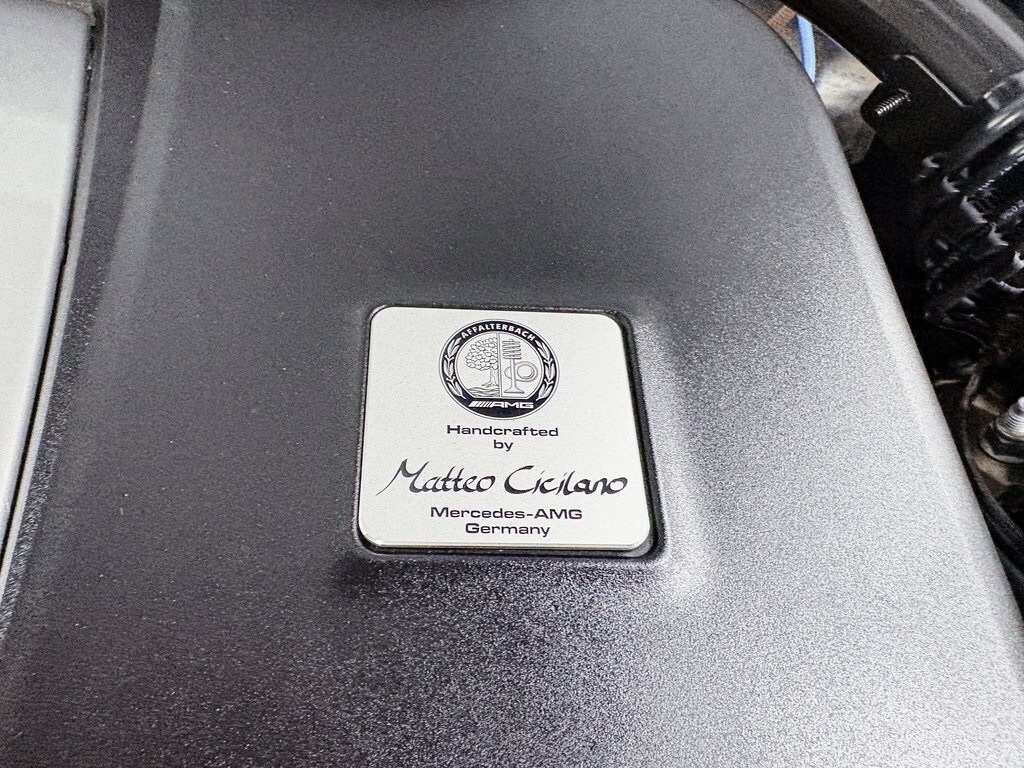 AFFALTERBACH
AMG
Handcrafted
by
Matteo Cicilano
Mercedes-AMG
Germany